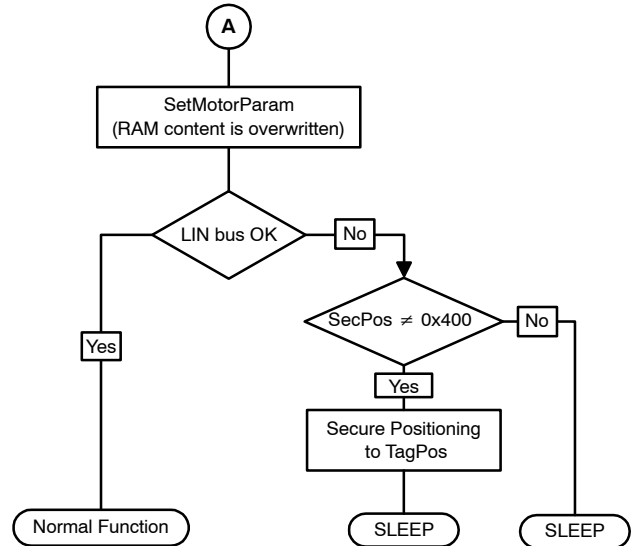 A
SetMotorParam
(RAM content is overwritten)
LIN bus OK
No
SecPos ≠ 0x400
No
Yes
Yes
Secure Positioning
to TagPos
Normal Function
SLEEP
SLEEP